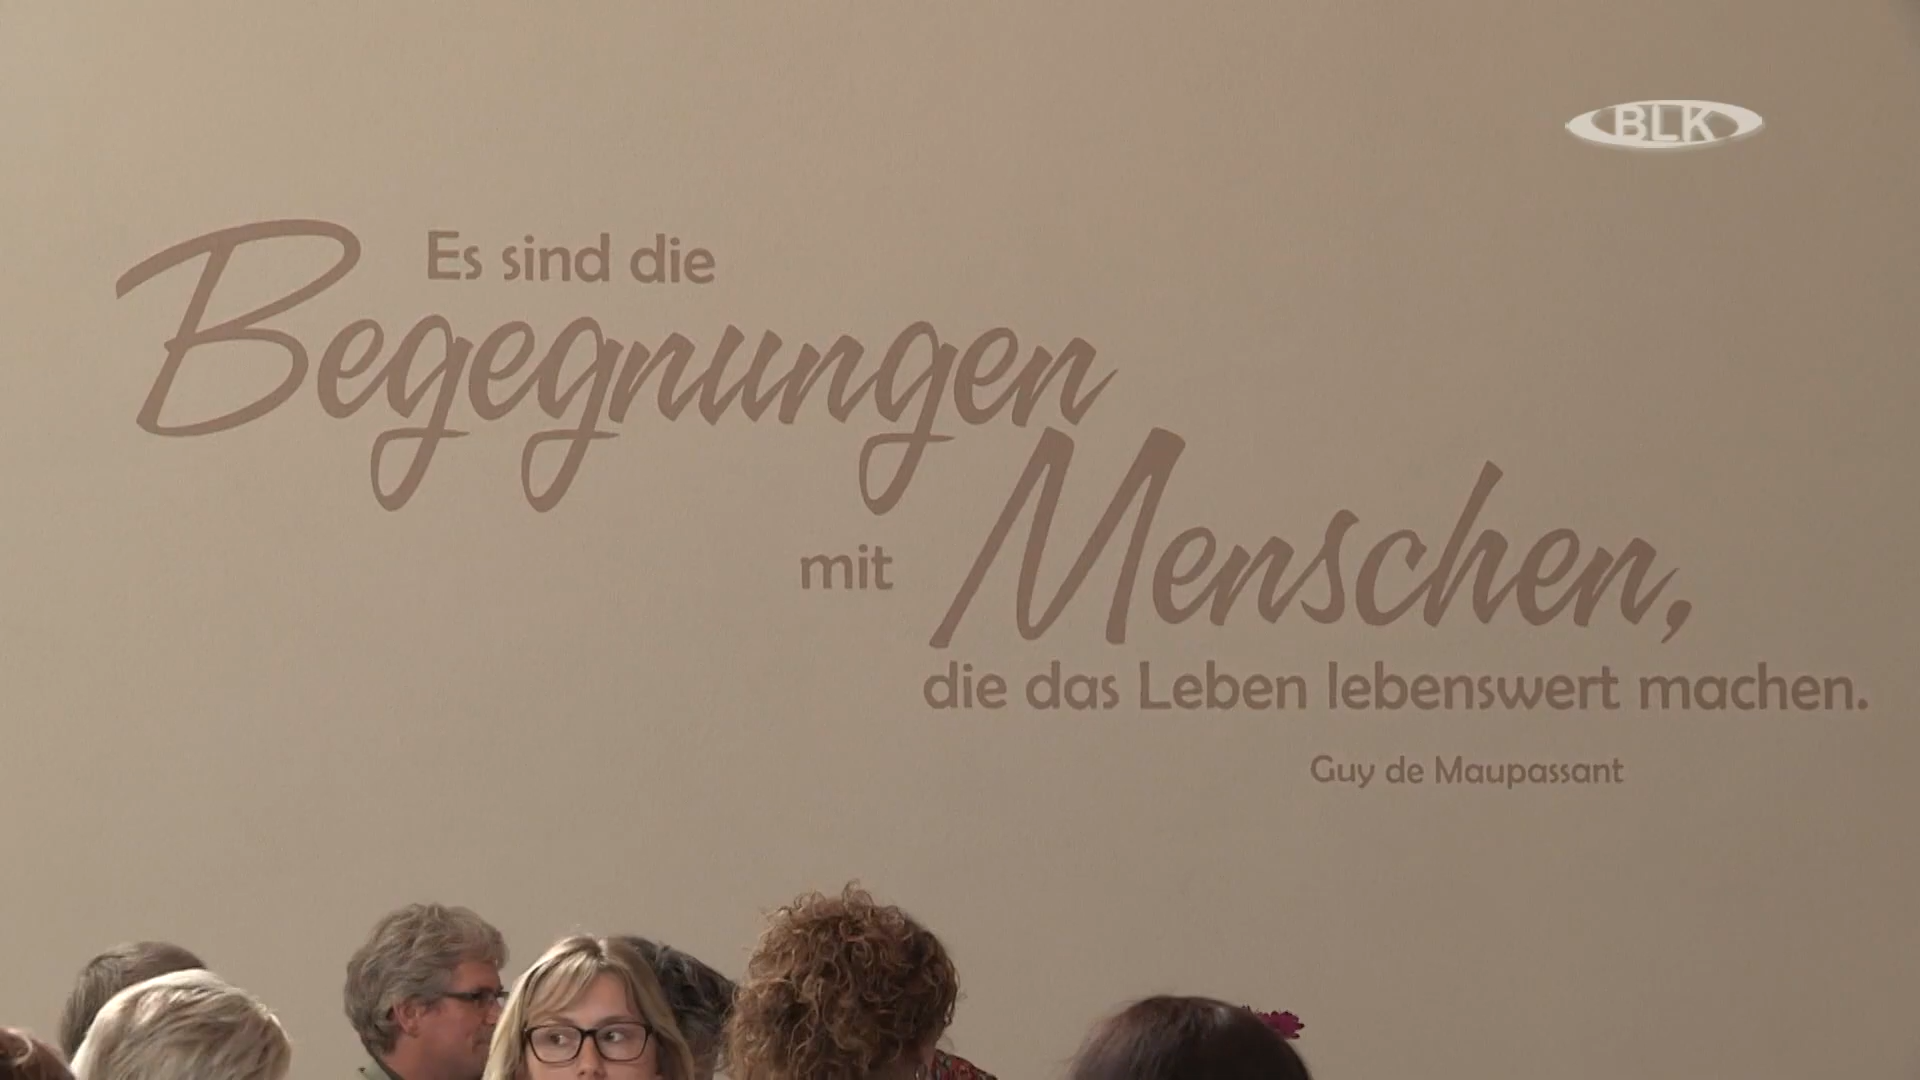 BLK
Es sind die
Begegnungen
mit Menschen,
die das Leben lebenswert machen.
Guy de Maupassant